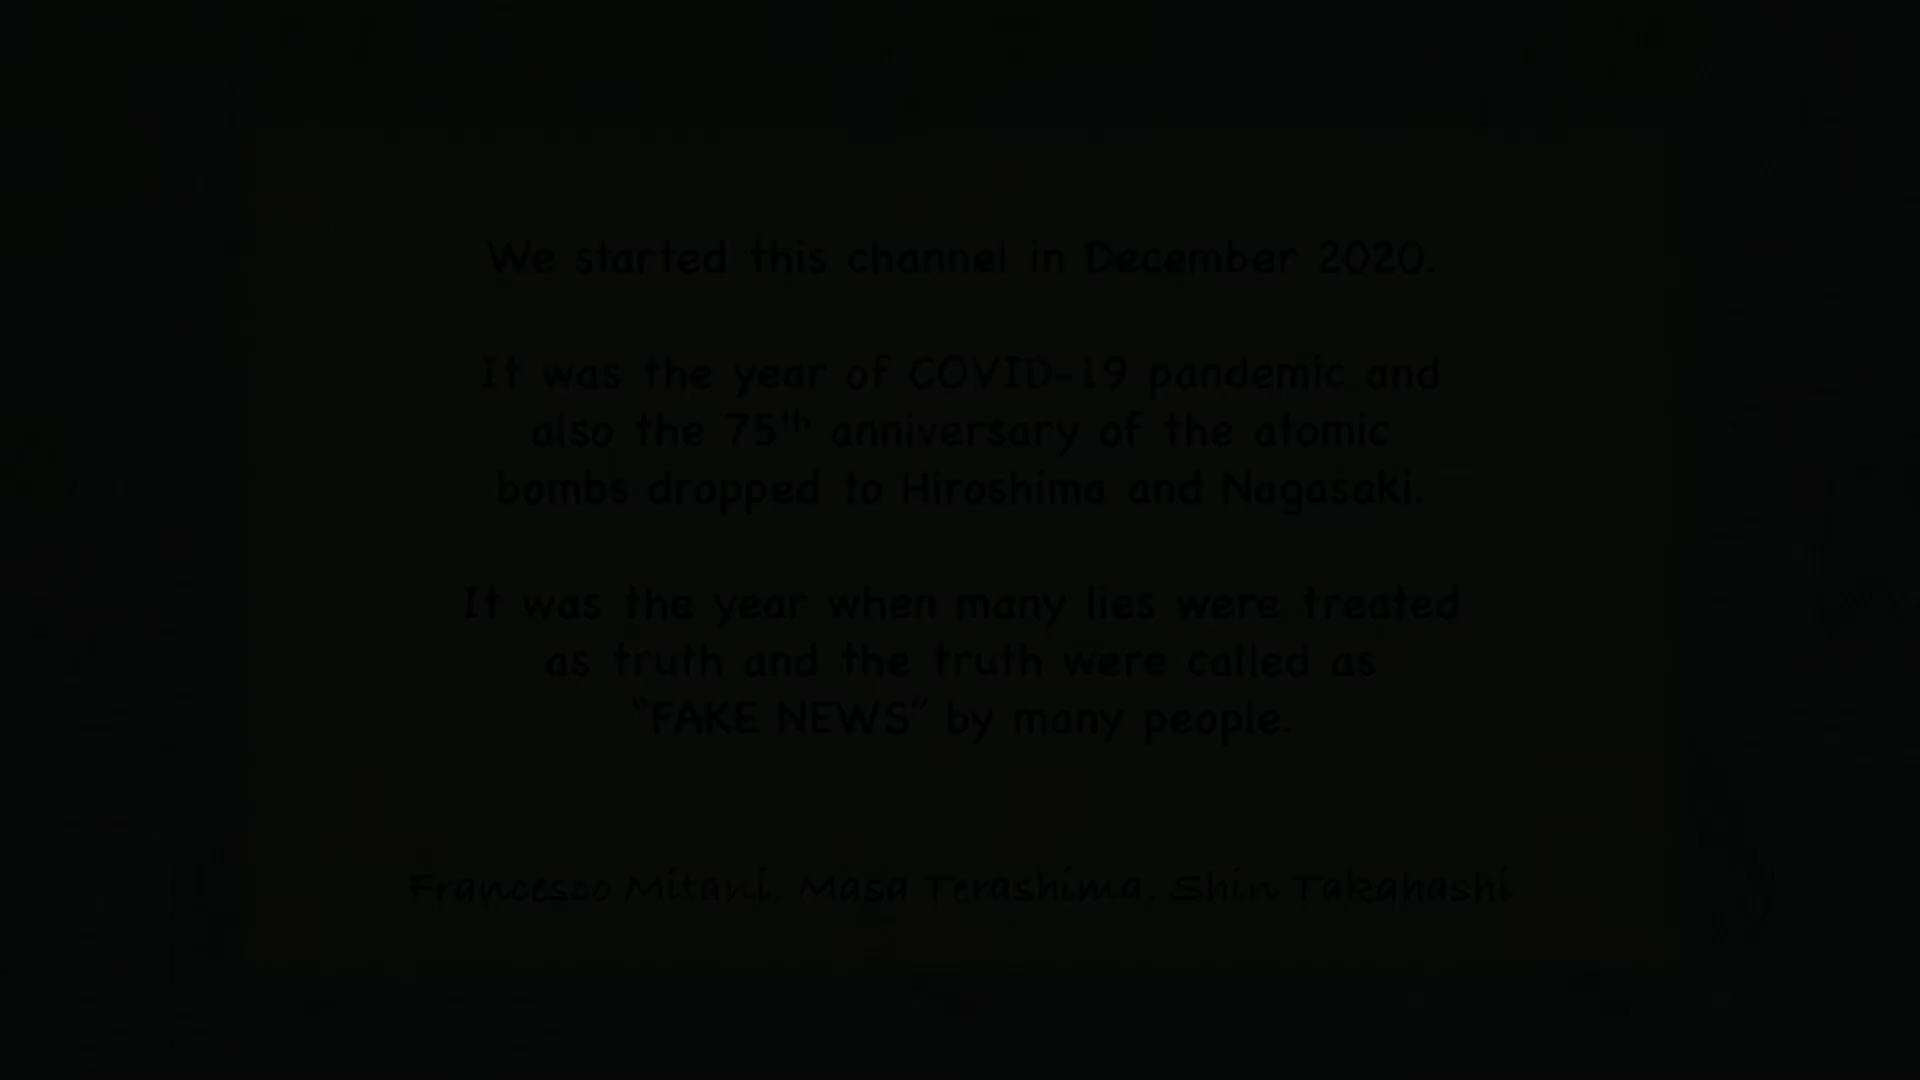 We started this channel in December 2020.
It was the year of COVID-19 pandemic and
also the 75th anniversary of the atomic
bombs dropped to Hiroshima and Nagasaki.
It was the year when many lies were treated
as truth and the truth were called as
“FAKE NEWS” by many people.
Francesco Mitani, Masa Terashima, Shin Takahashi